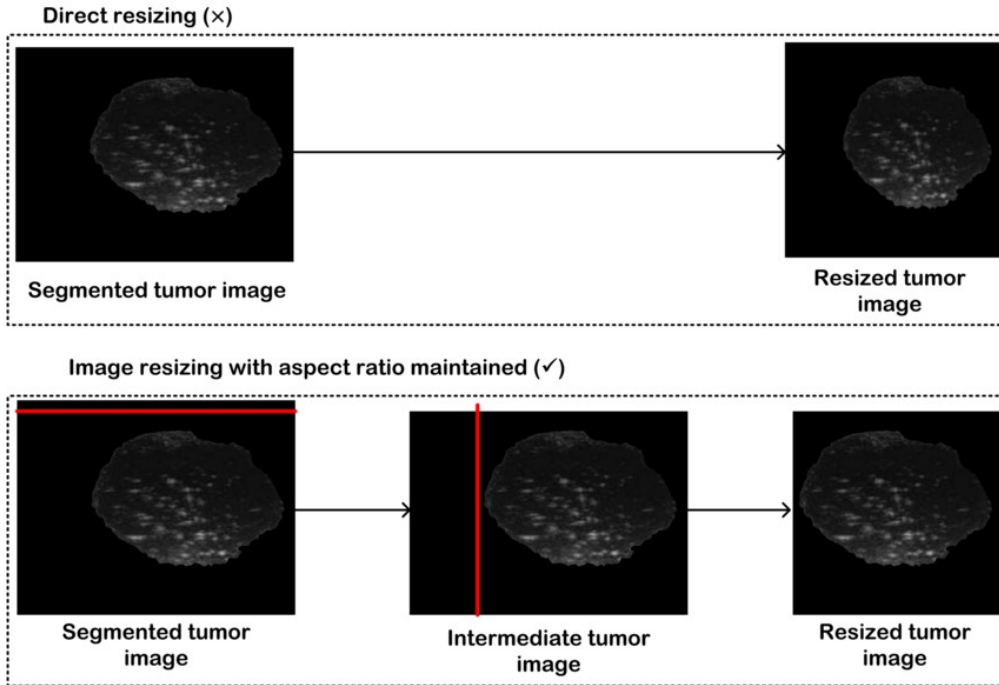 Direct resizing (×)
Segmented tumor image
Resized tumor
image
Image resizing with aspect ratio maintained (✓)
Segmented tumor
image
Intermediate tumor
image
Resized tumor
image